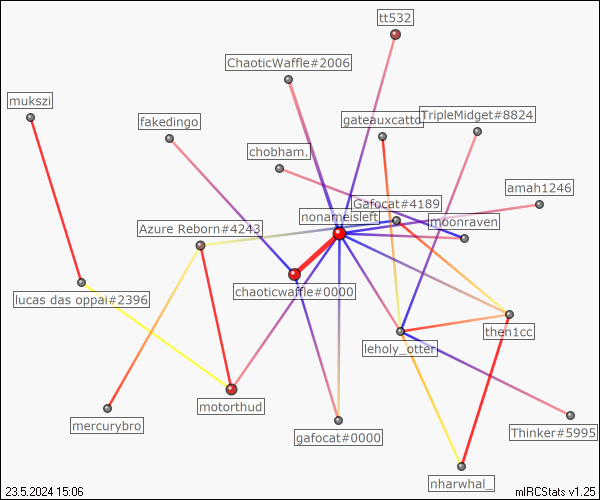 tt532
ChaoticWaffle#2006
mukszi
fakedingo
gateauxcatto
TripleMidget#8824
chobham.
amah1246
Gafocat#4189
nonameisleft
moonraven
Azure Reborn#4243
chaoticwaffle#0000
lucas das oppai#2396
then1cc
leholy_otter
motorthud
mercurybro
gafocat#0000
Thinker#5995
nharwhal_
23.5.2024 15:06
mIRCStats v1.25